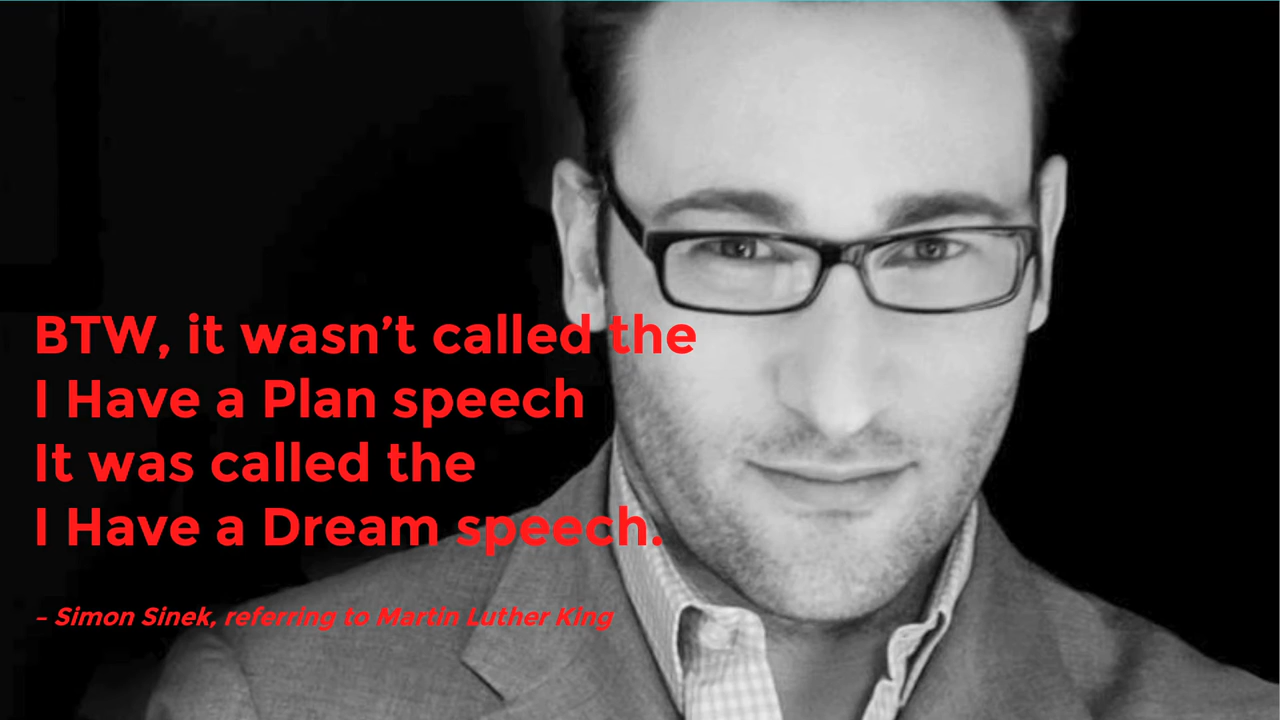 BTW, it wasn’t called the
I Have a Plan speech
It was called the
I Have a Dream speech.
– Simon Sinek, referring to Martin Luther King